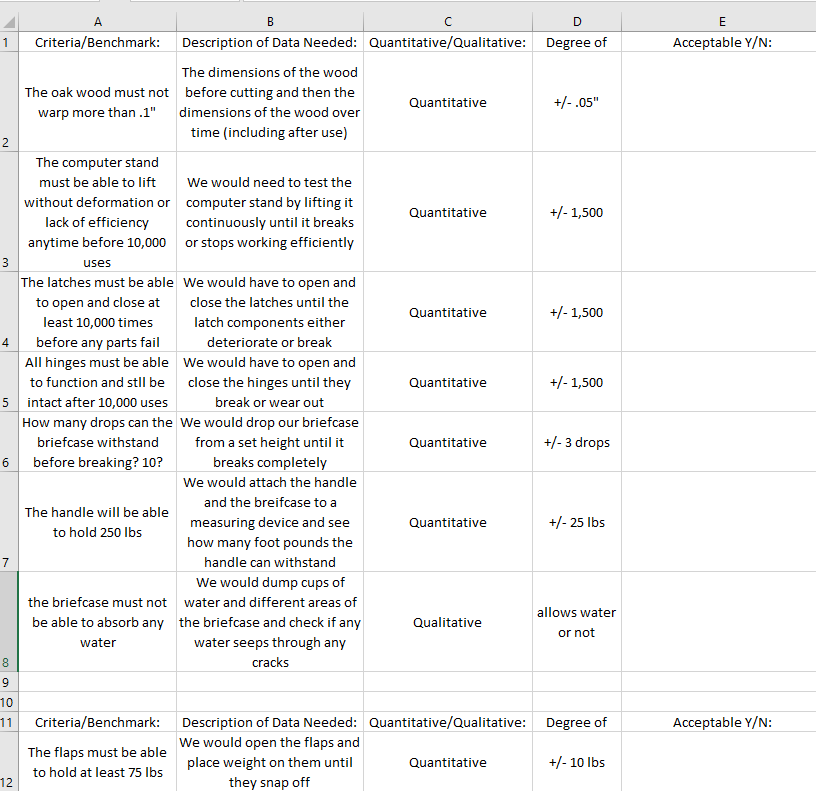 A B C D E
1 Criteria/Benchmark: Description of Data Needed: Quantitative/Qualitative: Degree of Acceptable Y/N:
The oak wood must not
warp more than .1"
The dimensions of the wood
before cutting and then the
dimensions of the wood over
time (including after use)
Quantitative
+/- .05"
2
The computer stand
must be able to lift
without deformation or
lack of efficiency
anytime before 10,000
uses
We would need to test the
computer stand by lifting it
continuously until it breaks
or stops working efficiently
Quantitative
+/- 1,500
3
The latches must be able
to open and close at
least 10,000 times
before any parts fail
We would have to open and
close the latches until the
latch components either
deteriorate or break
Quantitative
+/- 1,500
4
All hinges must be able
to function and stll be
intact after 10,000 uses
We would have to open and
close the hinges until they
break or wear out
Quantitative
+/- 1,500
5
How many drops can the
briefcase withstand
before breaking? 10?
We would drop our briefcase
from a set height until it
breaks completely
Quantitative
+/- 3 drops
6
The handle will be able
to hold 250 lbs
We would attach the handle
and the breifcase to a
measuring device and see
how many foot pounds the
handle can withstand
Quantitative
+/- 25 lbs
7
the briefcase must not
be able to absorb any
water
We would dump cups of
water and different areas of
the briefcase and check if any
water seeps through any
cracks
Qualitative
allows water
or not
8
9
10
11 Criteria/Benchmark: Description of Data Needed: Quantitative/Qualitative: Degree of Acceptable Y/N:
The flaps must be able
to hold at least 75 lbs
We would open the flaps and
place weight on them until
they snap off
Quantitative
+/- 10 lbs
12